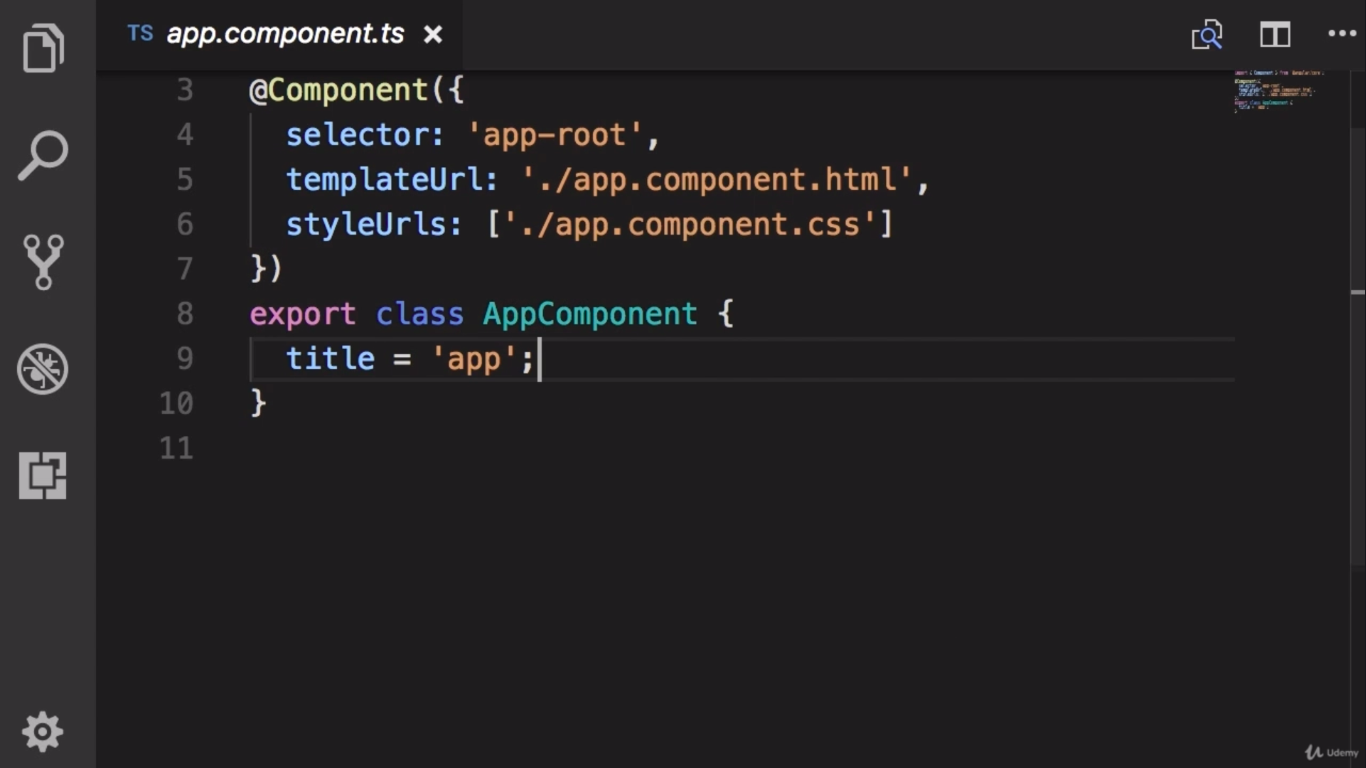 TS app.component.ts
3 @Component({
4 selector: 'app-root',
5 templateUrl: './app.component.html',
6 styleUrls: ['./app.component.css']
7 })
8 export class AppComponent {
9 title = 'app';
10 }
11
Udemy